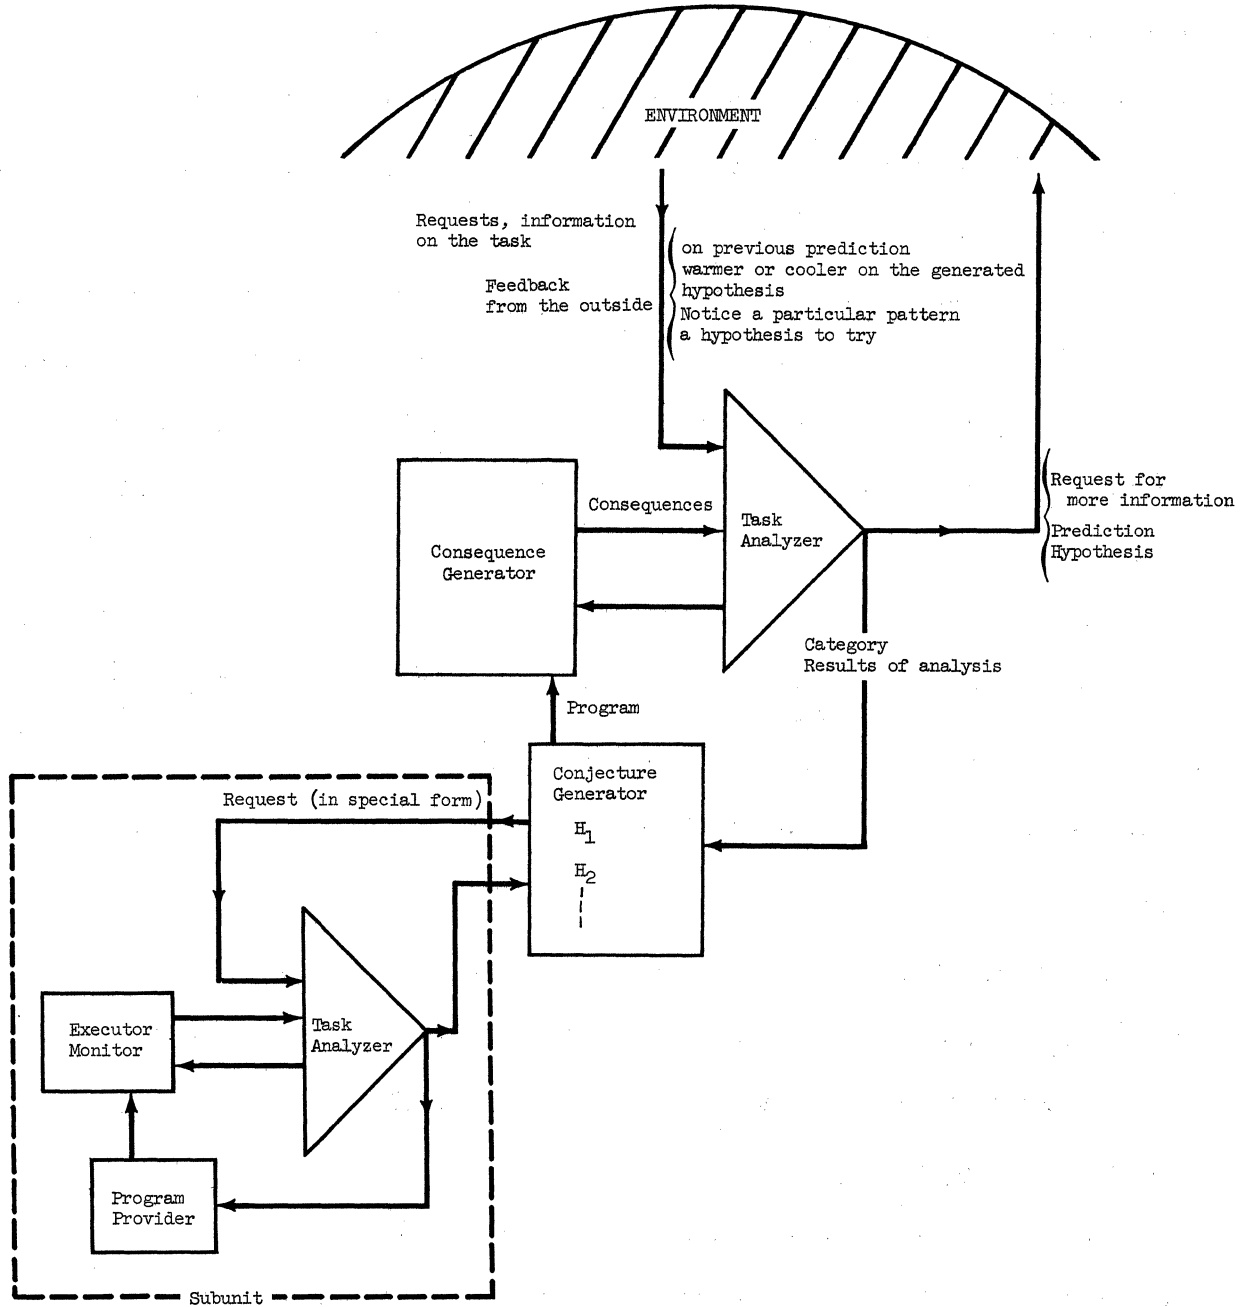 ENVIRONMENT
Requests, information
on the task
Feedback
from the outside
on previous prediction
warmer or cooler on the generated
hypothesis
Notice a particular pattern
a hypothesis to try
Request for
more information
Prediction
Hypothesis
Consequences
Task
Analyzer
Consequence
Generator
Category
Results of analysis
Program
Conjecture
Generator
H1
H2
Request (in special form)
Executor
Monitor
Task
Analyzer
Program
Provider
Subunit